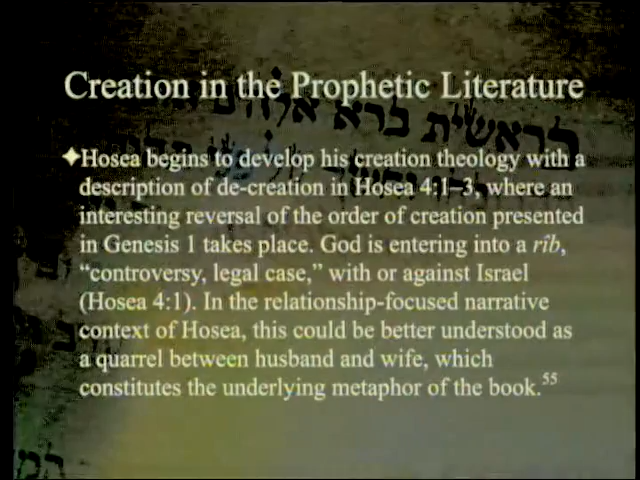 Creation in the Prophetic Literature
בראשית ברא אלהים
✦Hosea begins to develop his creation theology with a
description of de-creation in Hosea 4:1–3, where an
interesting reversal of the order of creation presented
in Genesis 1 takes place. God is entering into a rîb,
“controversy, legal case,” with or against Israel
(Hosea 4:1). In the relationship-focused narrative
context of Hosea, this could be better understood as
a quarrel between husband and wife, which
constitutes the underlying metaphor of the book.55